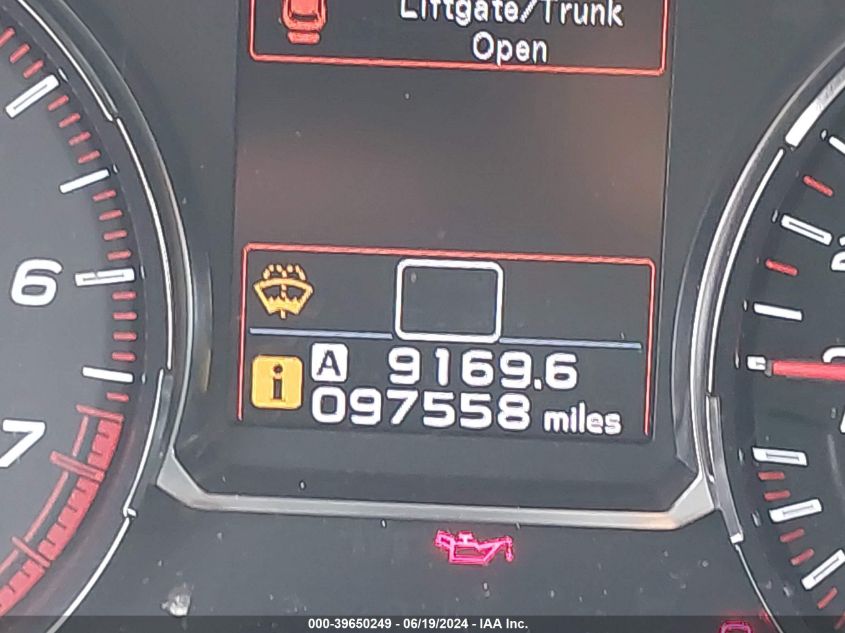 Liftgate/Trunk
Open
6
7
i
A 9169.6
097558 miles
000-39650249 - 06/19/2024 - IAA Inc.